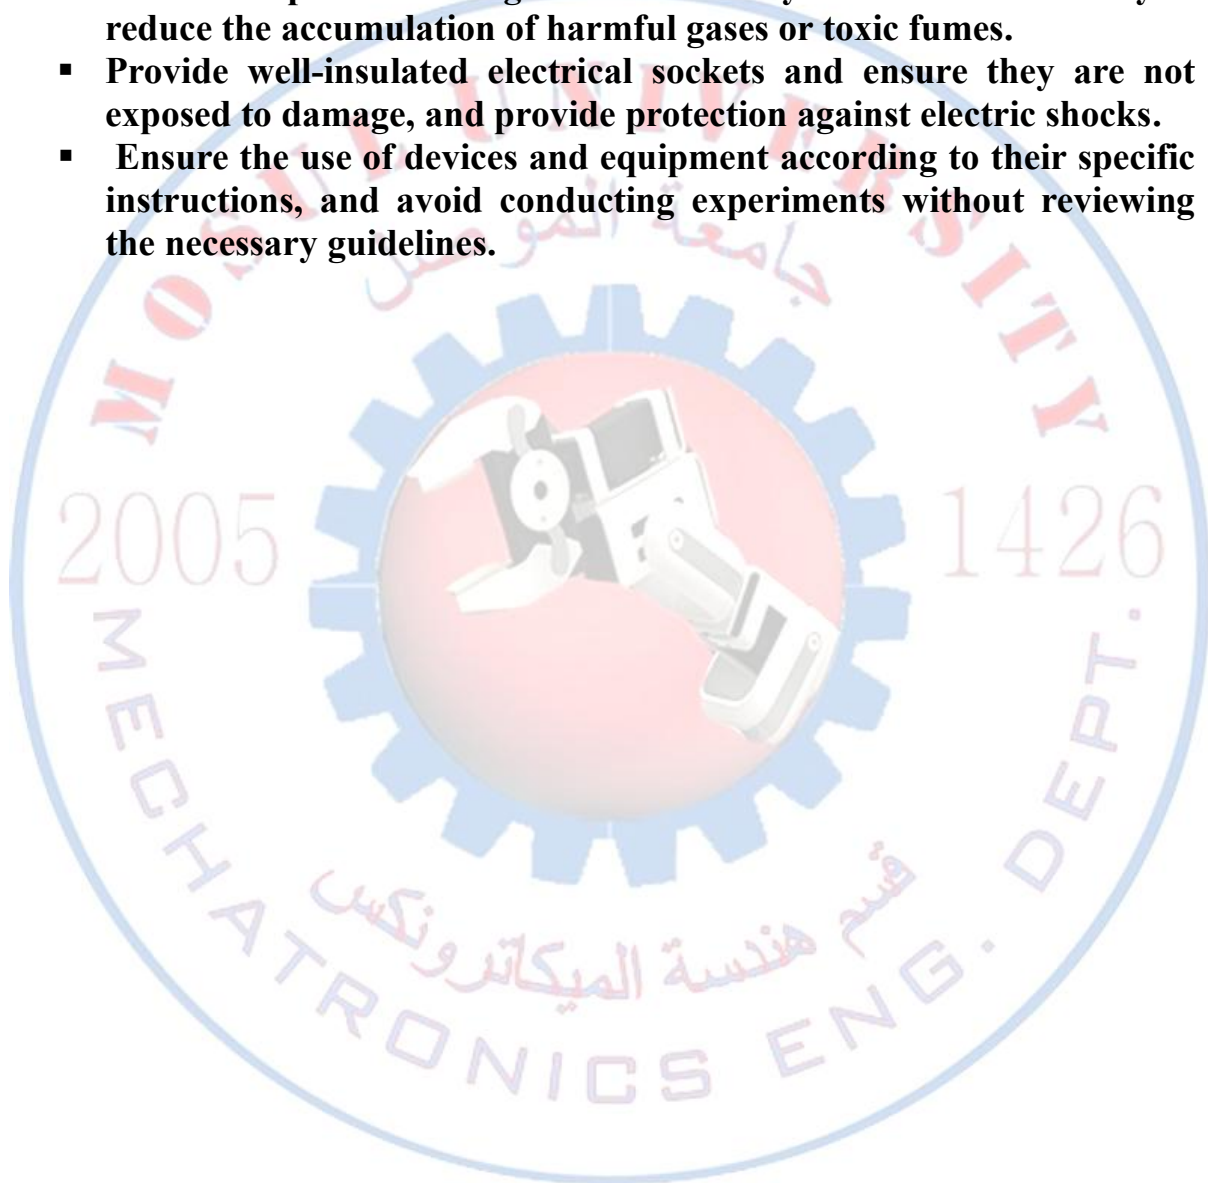 reduce the accumulation of harmful gases or toxic fumes.
▪ Provide well-insulated electrical sockets and ensure they are not
exposed to damage, and provide protection against electric shocks.
▪ Ensure the use of devices and equipment according to their specific
instructions, and avoid conducting experiments without reviewing
the necessary guidelines.
MOSUL UNIVERSITY
جامعة الموصل
2005
1426
قسم هندسة الميكاترونكس
MECHATRONICS ENG. DEPT.